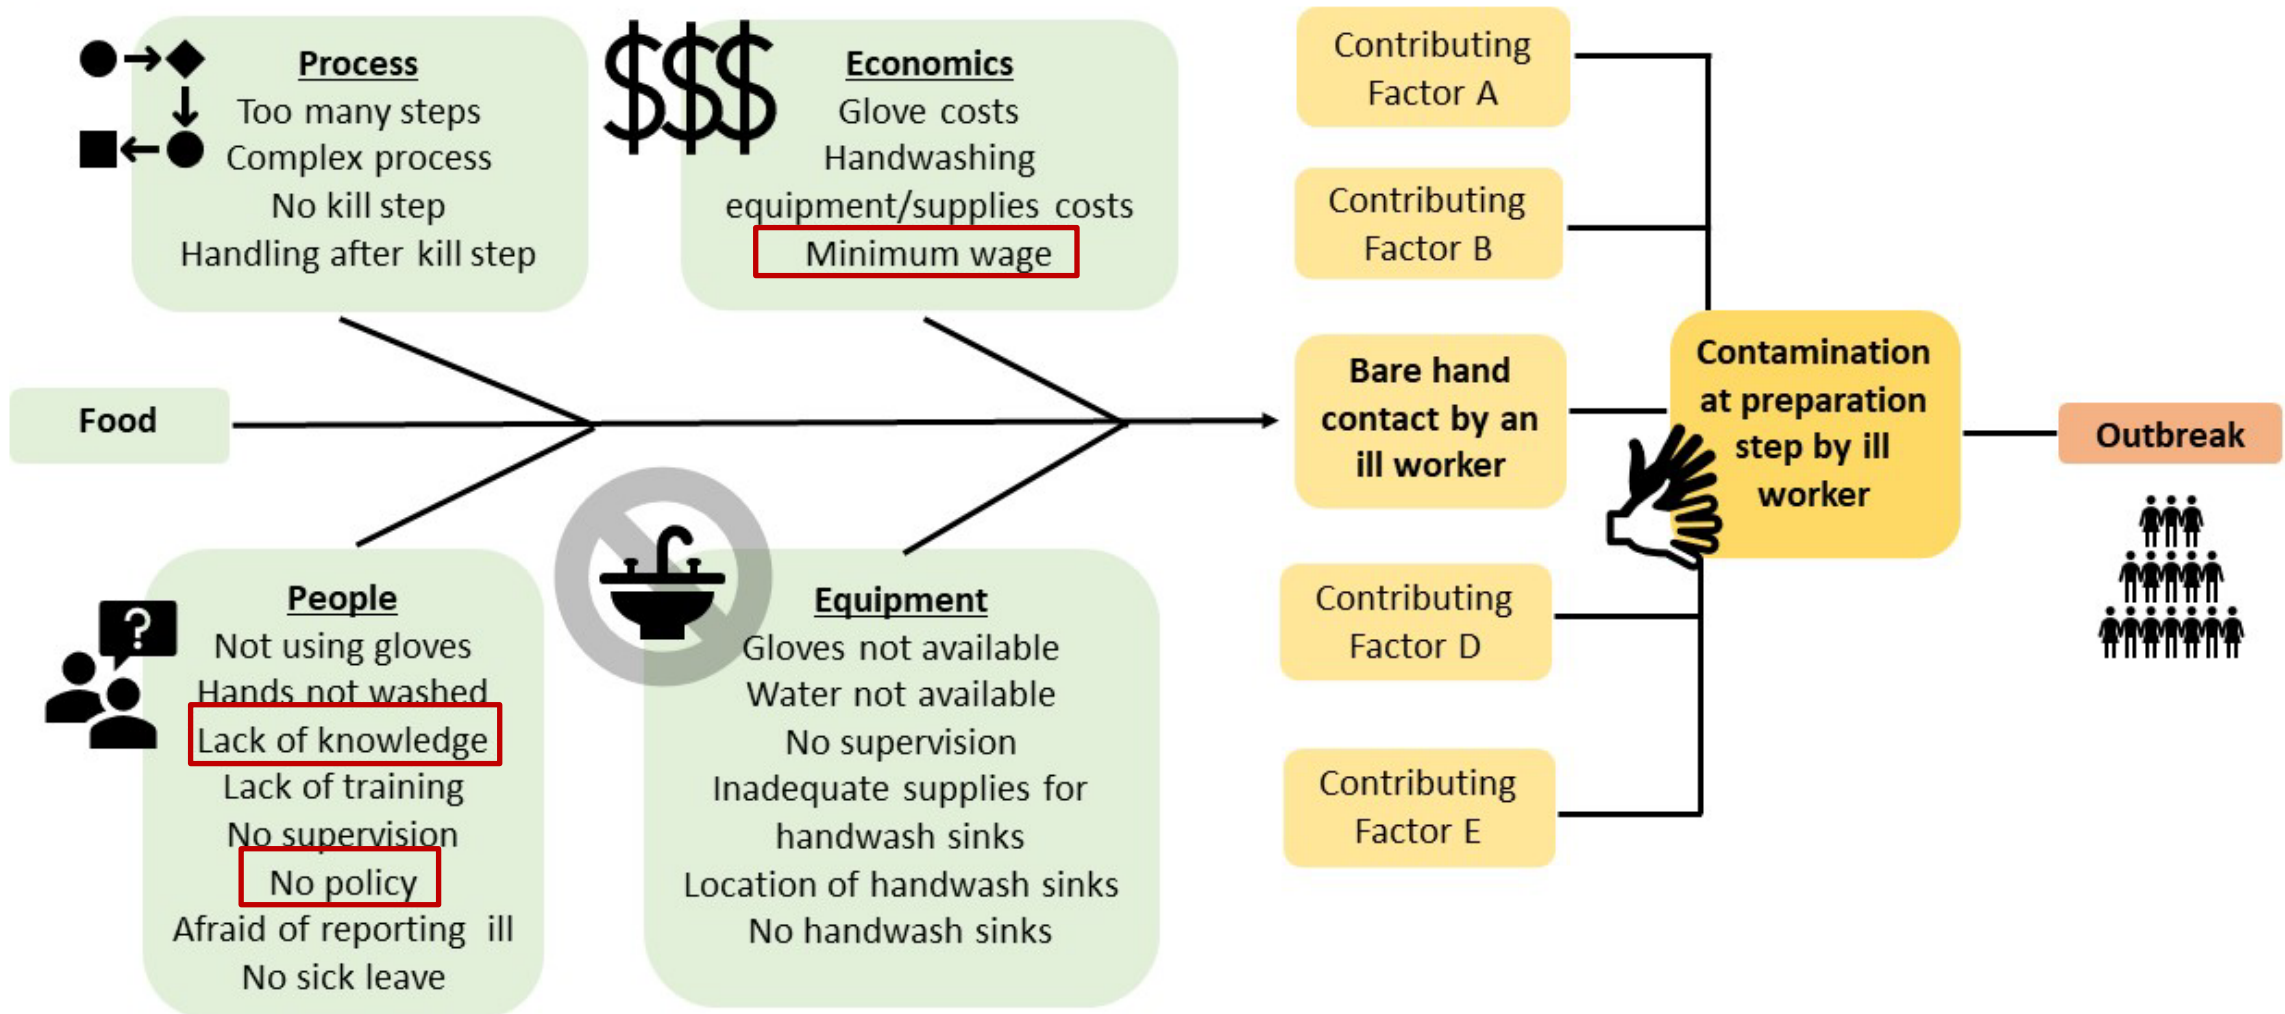 Process
Too many steps
Complex process
No kill step
Handling after kill step
$$$
Economics
Glove costs
Handwashing
equipment/supplies costs
Minimum wage
Food
People
?
Not using gloves
Hands not washed
Lack of knowledge
Lack of training
No supervision
No policy
Afraid of reporting ill
No sick leave
Equipment
Gloves not available
Water not available
No supervision
Inadequate supplies for
handwash sinks
Location of handwash sinks
No handwash sinks
Contributing
Factor A
Contributing
Factor B
Bare hand
contact by an
ill worker
Contributing
Factor D
Contributing
Factor E
Contamination
at preparation
step by ill
worker
Outbreak